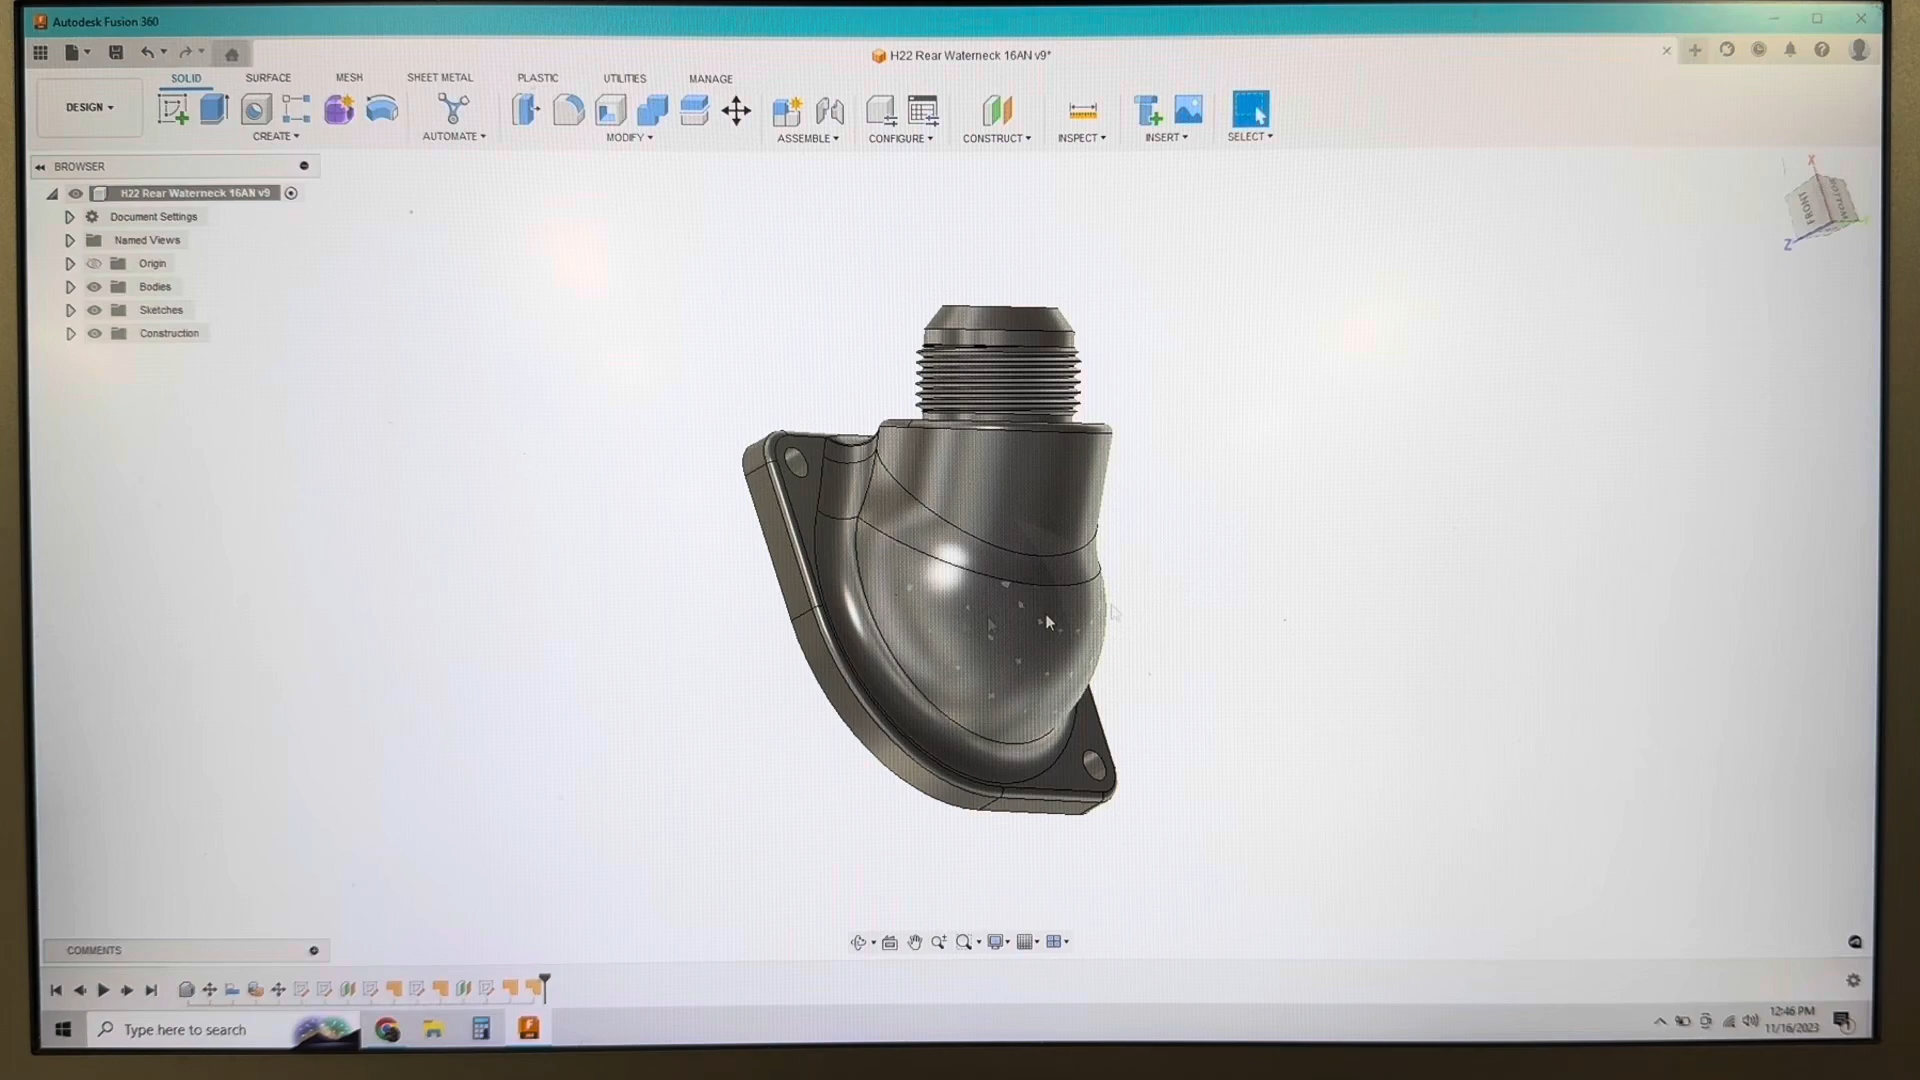 Autodesk Fusion 360
H22 Rear Waterneck 16AN v9*
SOLID SURFACE MESH SHEET METAL PLASTIC UTILITIES MANAGE
DESIGN
CREATE AUTOMATE MODIFY ASSEMBLE CONFIGURE CONSTRUCT INSPECT INSERT SELECT
BROWSER
H22 Rear Waterneck 16AN v9
Document Settings
Named Views
Origin
Bodies
Sketches
Construction
X
FRONT BOTTOM
Z
COMMENTS
Type here to search
12:46 PM
11/16/2023